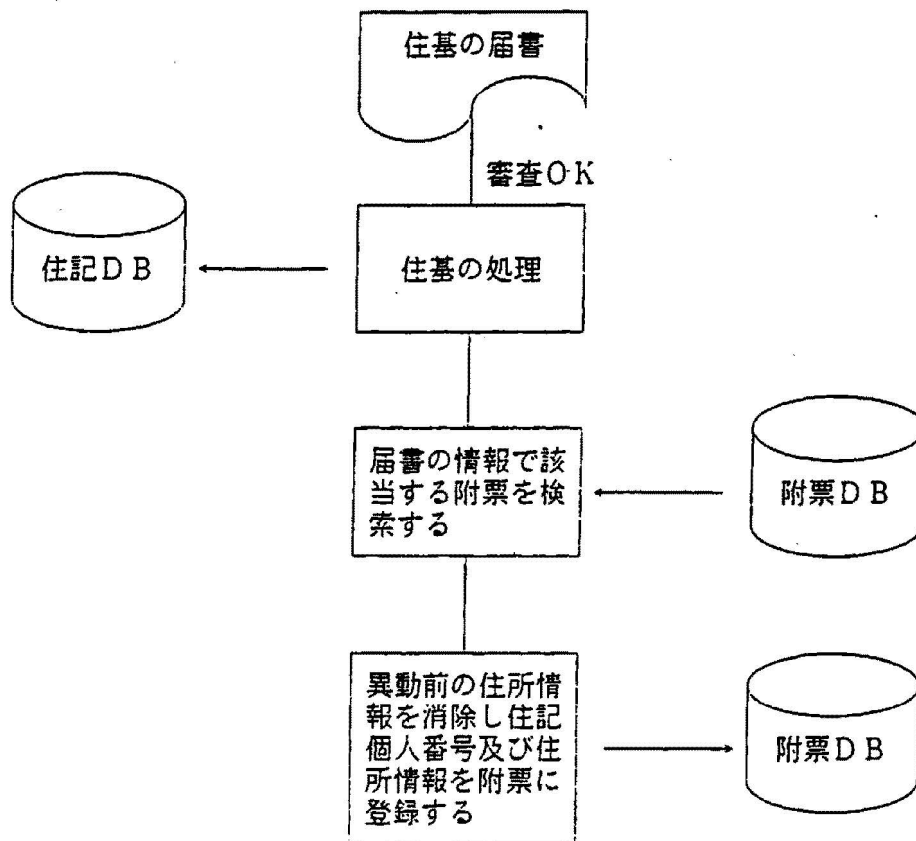 住基の届書
審査ＯＫ
住記ＤＢ
住基の処理
届書の情報で該
当する附票を検
索する
附票ＤＢ
異動前の住所情
報を消除し住記
個人番号及び住
所情報を附票に
登録する
附票ＤＢ